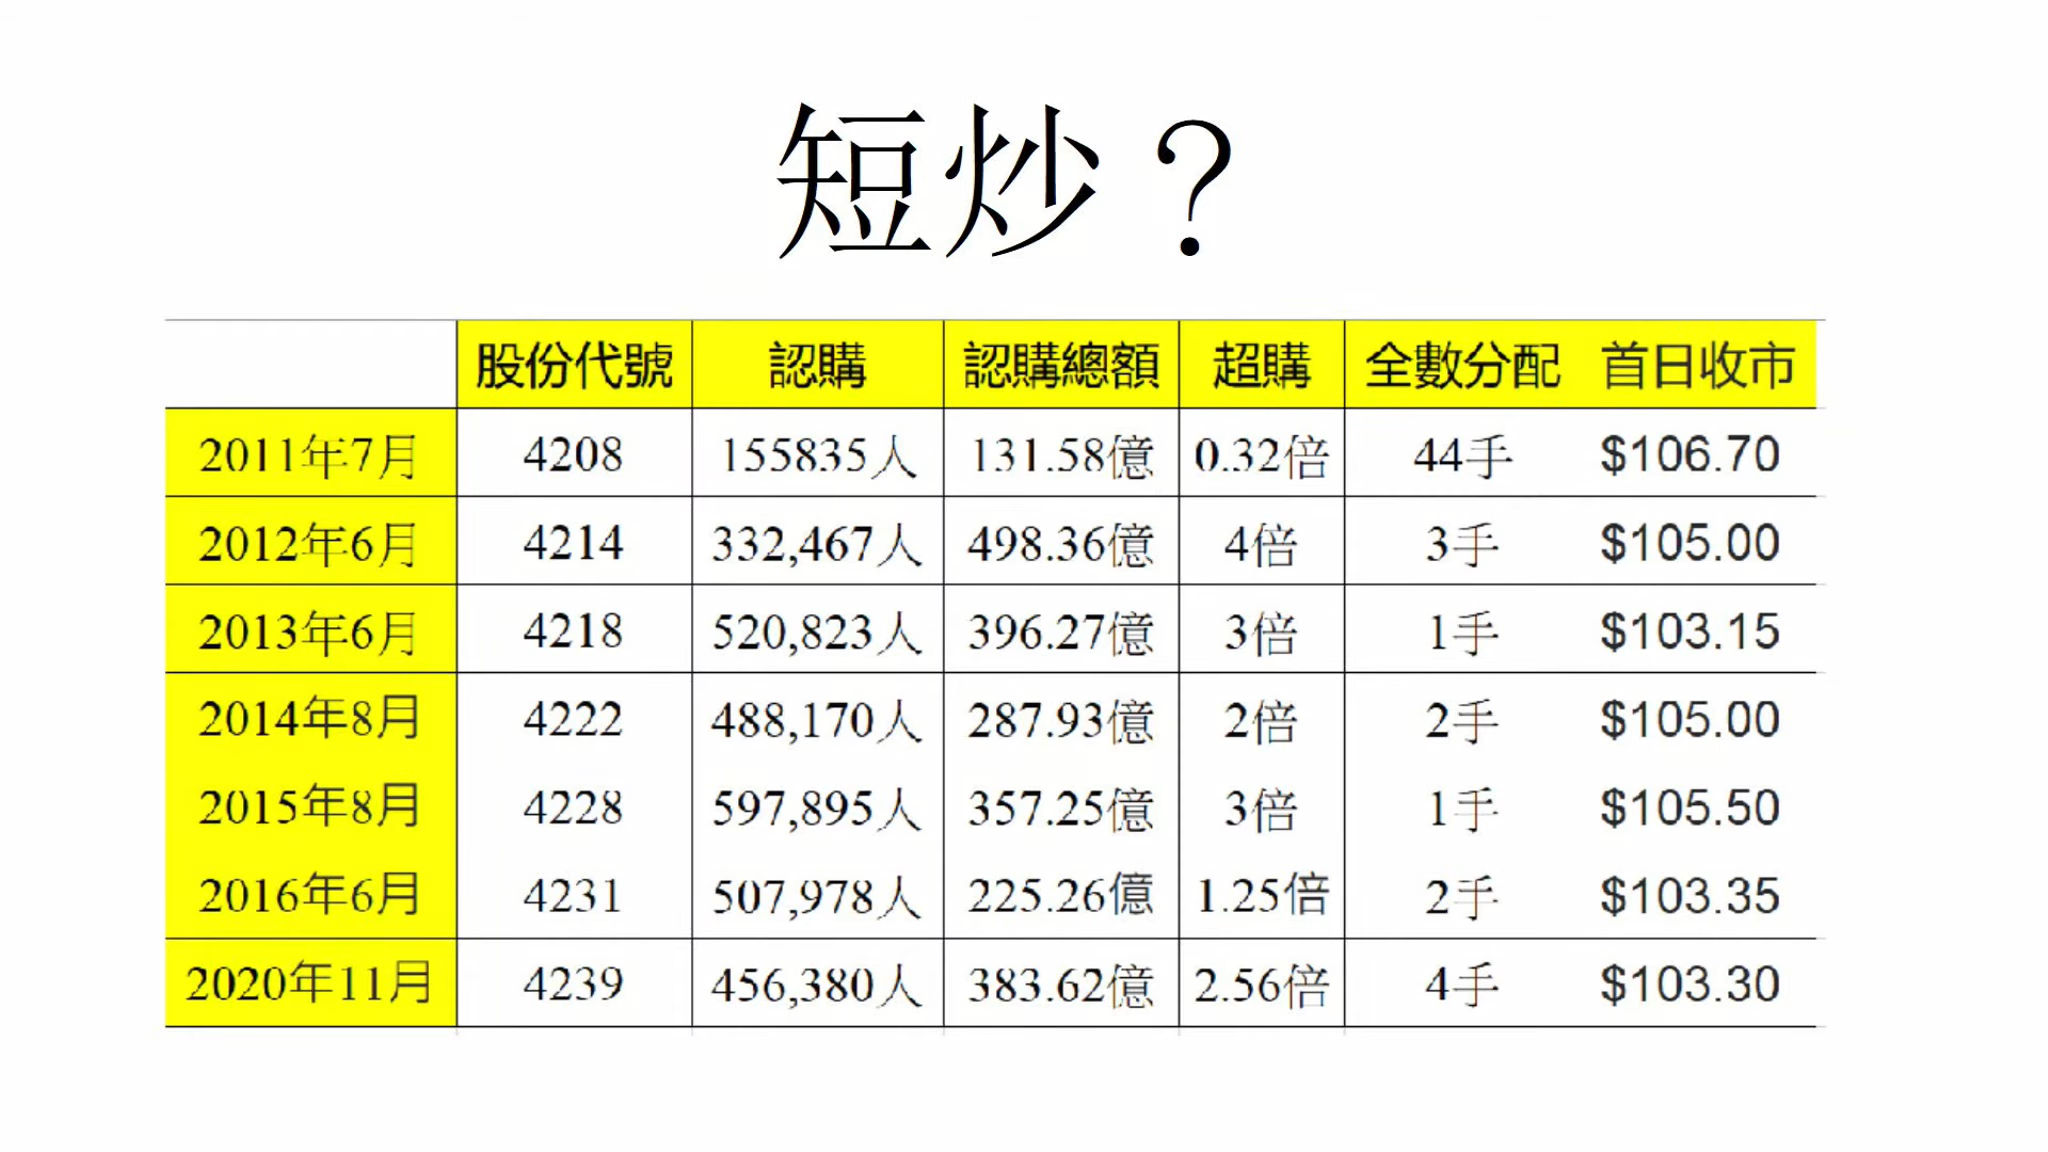 短炒？
股份代號 認購 認購總額 超購 全數分配 首日收市
2011年7月 4208 155835人 131.58億 0.32倍 44手 $106.70
2012年6月 4214 332,467人 498.36億 4倍 3手 $105.00
2013年6月 4218 520,823人 396.27億 3倍 1手 $103.15
2014年8月 4222 488,170人 287.93億 2倍 2手 $105.00
2015年8月 4228 597,895人 357.25億 3倍 1手 $105.50
2016年6月 4231 507,978人 225.26億 1.25倍 2手 $103.35
2020年11月 4239 456,380人 383.62億 2.56倍 4手 $103.30